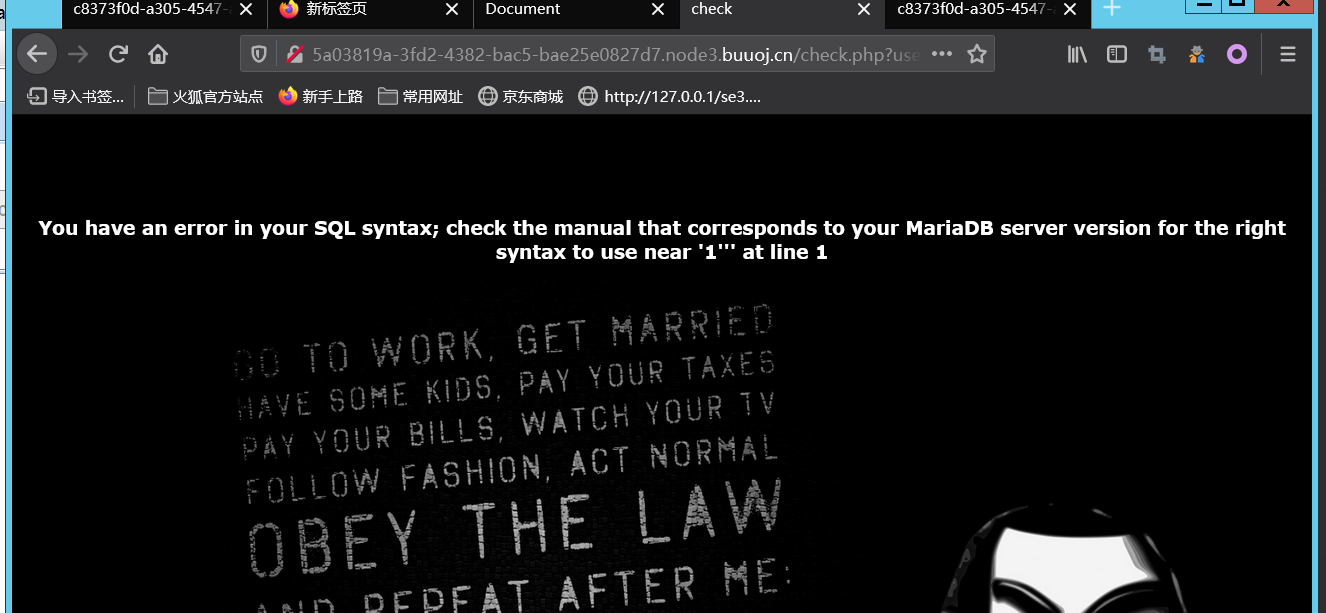 c8373f0d-a305-4547-
新标签页
Document
check
c8373f0d-a305-4547-
5a03819a-3fd2-4382-bac5-bae25e0827d7.node3.buuoj.cn/check.php?use
导入书签...
火狐官方站点
新手上路
常用网址
京东商城
http://127.0.0.1/se3....
You have an error in your SQL syntax; check the manual that corresponds to your MariaDB server version for the right
syntax to use near '1''' at line 1
GO TO WORK, GET MARRIED
HAVE SOME KIDS, PAY YOUR TAXES
PAY YOUR BILLS, WATCH YOUR TV
FOLLOW FASHION, ACT NORMAL
OBEY THE LAW
AND REPEAT AFTER ME: